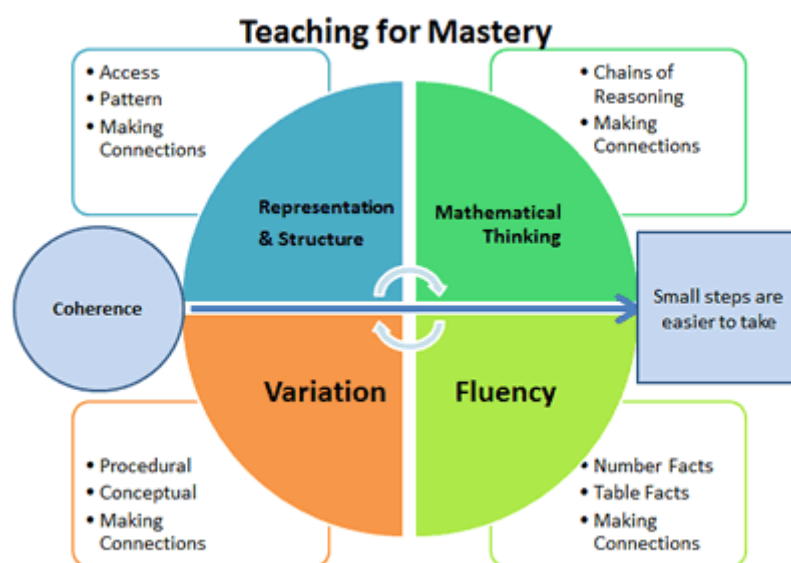 Teaching for Mastery
• Access
• Pattern
• Making
Connections
• Chains of
Reasoning
• Making
Connections
Representation
& Structure
Mathematical
Thinking
Coherence
Small steps are
easier to take
Variation
Fluency
• Procedural
• Conceptual
• Making
Connections
• Number Facts
• Table Facts
• Making
Connections